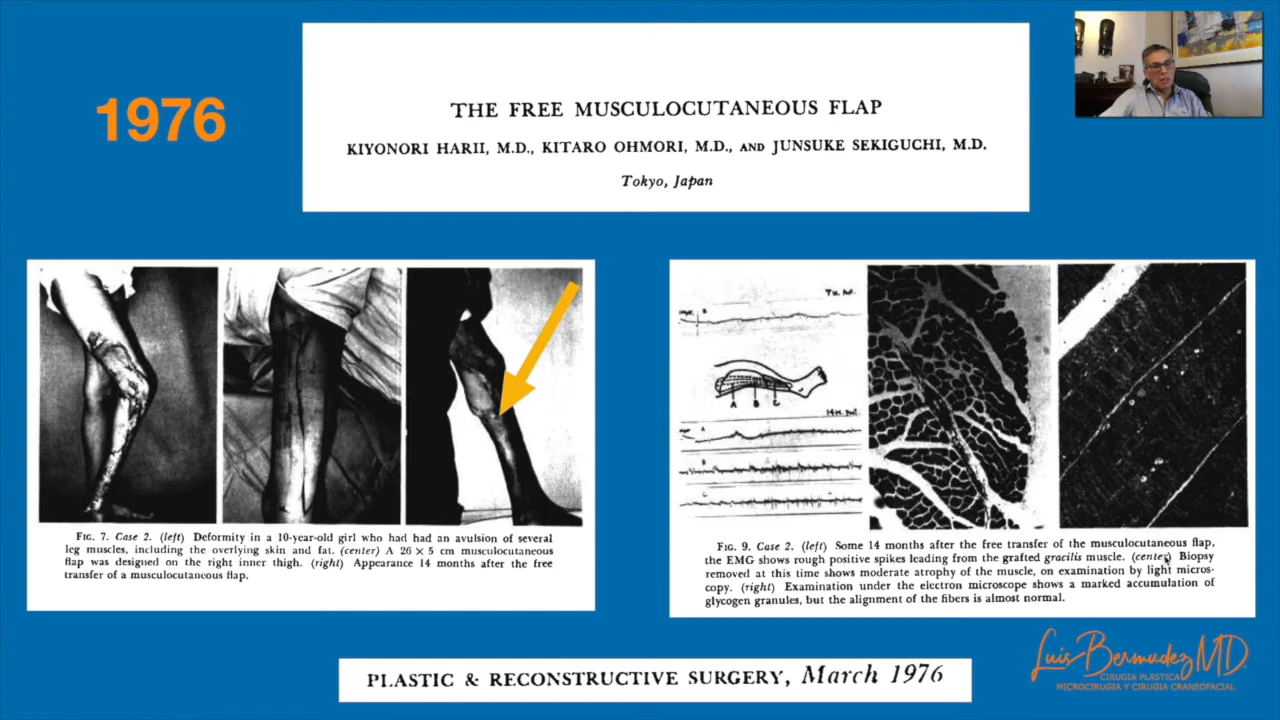 1976
THE FREE MUSCULOCUTANEOUS FLAP
KIYONORI HARII, M.D., KITARO OHMORI, M.D., AND JUNSUKE SEKIGUCHI, M.D.
Tokyo, Japan
FIG. 7. Case 2. (left) Deformity in a 10-year-old girl who had had an avulsion of several
leg muscles, including the overlying skin and fat. (center) A 26 × 5 cm musculocutaneous
flap was designed on the right inner thigh. (right) Appearance 14 months after the free
transfer of a musculocutaneous flap.
A B C
A
B
C
FIG. 9. Case 2. (left) Some 14 months after the free transfer of the musculocutaneous flap,
the EMG shows rough positive spikes leading from the grafted gracilis muscle. (center) Biopsy
removed at this time shows moderate atrophy of the muscle, on examination by light micros-
copy. (right) Examination under the electron microscope shows a marked accumulation of
glycogen granules, but the alignment of the fibers is almost normal.
PLASTIC & RECONSTRUCTIVE SURGERY, March 1976
Luis Bermudez MD.
CIRUGIA PLASTICA
MICROCIRUGIA Y CIRUGIA CRANEOFACIAL